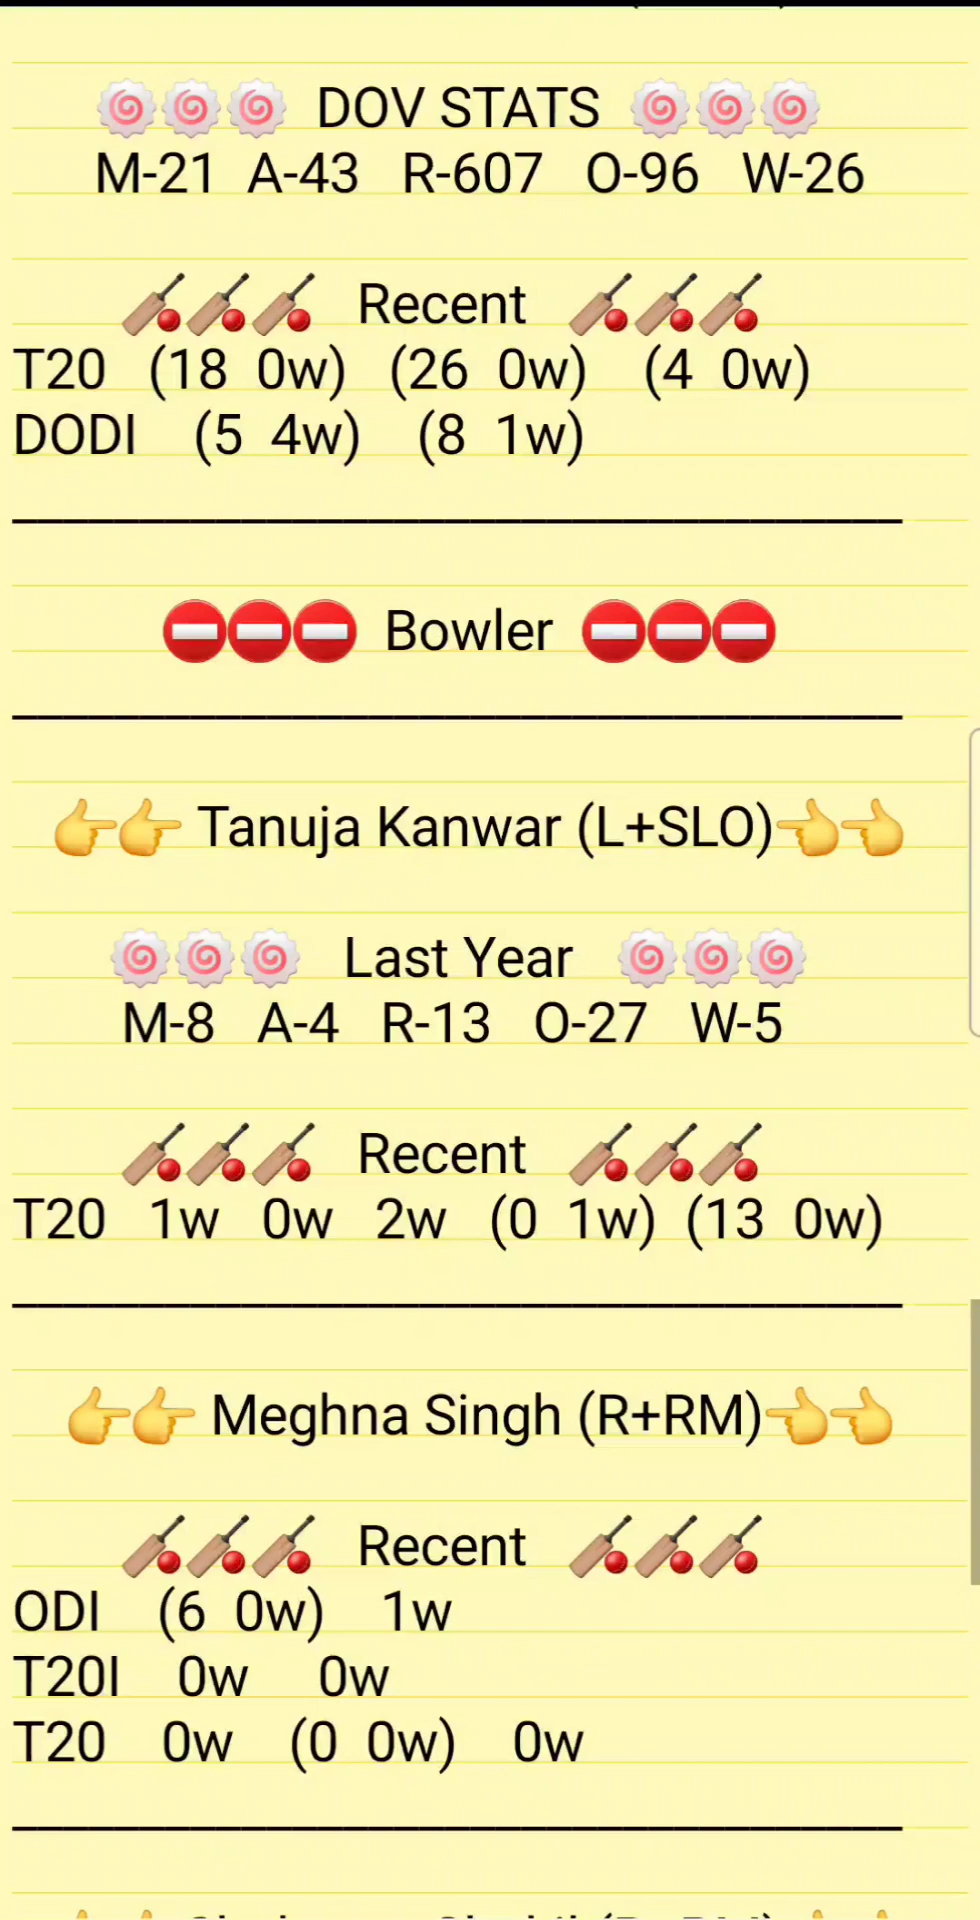 🍥🍥🍥 DOV STATS 🍥🍥🍥
M-21 A-43 R-607 O-96 W-26
🏏🏏🏏 Recent 🏏🏏🏏
T20 (18 0w) (26 0w) (4 0w)
DODI (5 4w) (8 1w)
⛔⛔⛔ Bowler ⛔⛔⛔
👉👉 Tanuja Kanwar (L+SLO)👈👈
🍥🍥🍥 Last Year 🍥🍥🍥
M-8 A-4 R-13 O-27 W-5
🏏🏏🏏 Recent 🏏🏏🏏
T20 1w 0w 2w (0 1w) (13 0w)
👉👉 Meghna Singh (R+RM)👈👈
🏏🏏🏏 Recent 🏏🏏🏏
ODI (6 0w) 1w
T20I 0w 0w
T20 0w (0 0w) 0w